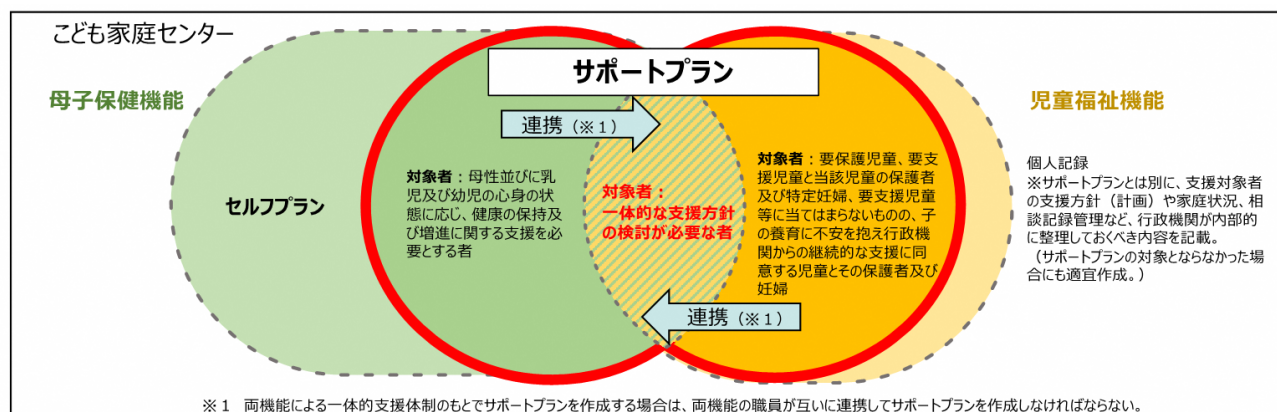 こども家庭センター
サポートプラン
母子保健機能
児童福祉機能
連携（※１）
セルフプラン
対象者：母性並びに乳
児及び幼児の心身の状
態に応じ、健康の保持及
び増進に関する支援を必
要とする者
対象者：
一体的な支援方針
の検討が必要な者
対象者：要保護児童、要支
援児童と当該児童の保護者
及び特定妊婦、要支援児童
等に当てはまらないものの、子
の養育に不安を抱え行政機
関からの継続的な支援に同
意する児童とその保護者及び
妊婦
個人記録
※サポートプランとは別に、支援対象者
の支援方針（計画）や家庭状況、相
談記録管理など、行政機関が内部的
に整理しておくべき内容を記載。
（サポートプランの対象とならなかった場
合にも適宜作成。）
連携（※１）
※１　両機能による一体的支援体制のもとでサポートプランを作成する場合は、両機能の職員が互いに連携してサポートプランを作成しなければならない。